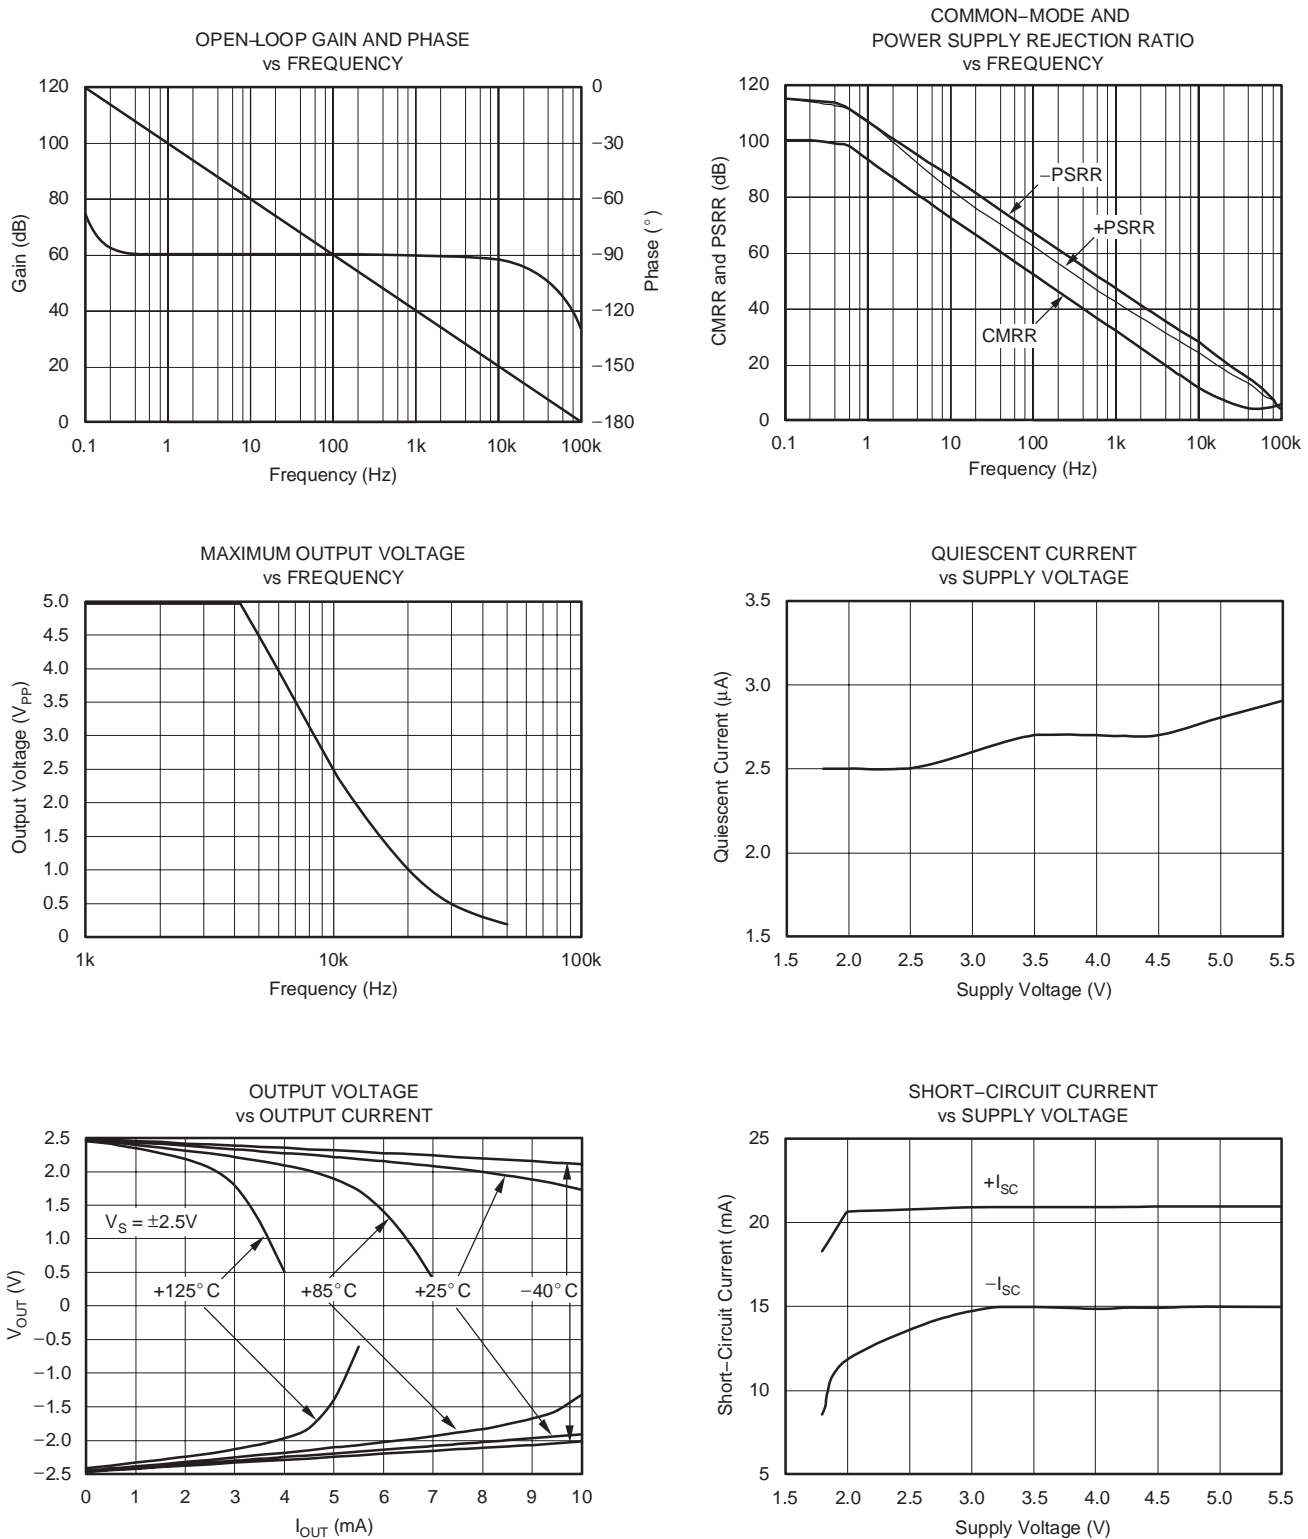 OPEN−LOOP GAIN AND PHASE
vs FREQUENCY
120
100
80
60
40
20
0
Gain (dB)
0
−30
−60
−90
−120
−150
−180
Phase (°)
0.1 1 10 100 1k 10k 100k
Frequency (Hz)
COMMON−MODE AND
POWER SUPPLY REJECTION RATIO
vs FREQUENCY
120
100
80
60
40
20
0
CMRR and PSRR (dB)
−PSRR
+PSRR
CMRR
0.1 1 10 100 1k 10k 100k
Frequency (Hz)
MAXIMUM OUTPUT VOLTAGE
vs FREQUENCY
5.0
4.5
4.0
3.5
3.0
2.5
2.0
1.5
1.0
0.5
0
Output Voltage (VPP)
1k 10k 100k
Frequency (Hz)
QUIESCENT CURRENT
vs SUPPLY VOLTAGE
3.5
3.0
2.5
2.0
1.5
Quiescent Current (µA)
1.5 2.0 2.5 3.0 3.5 4.0 4.5 5.0 5.5
Supply Voltage (V)
OUTPUT VOLTAGE
vs OUTPUT CURRENT
2.5
2.0
1.5
1.0
0.5
0
−0.5
−1.0
−1.5
−2.0
−2.5
VOUT (V)
VS = ±2.5V
+125°C +85°C +25°C −40°C
0 1 2 3 4 5 6 7 8 9 10
IOUT (mA)
SHORT−CIRCUIT CURRENT
vs SUPPLY VOLTAGE
25
20
15
10
5
Short−Circuit Current (mA)
+ISC
−ISC
1.5 2.0 2.5 3.0 3.5 4.0 4.5 5.0 5.5
Supply Voltage (V)